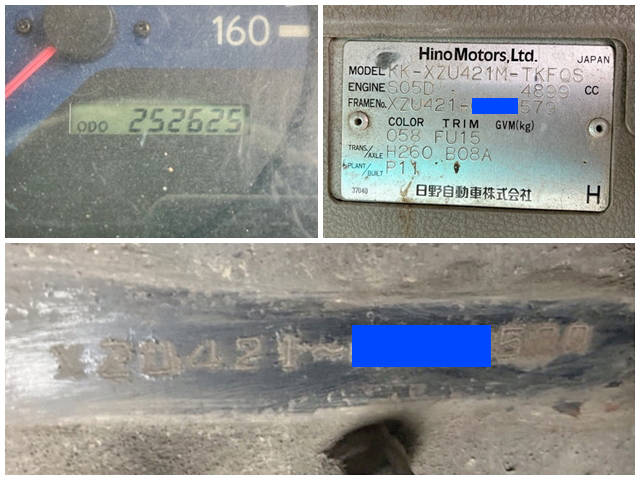 160
ODO 252625
Hino Motors, Ltd.
JAPAN
MODEL KK-XZU421M-TKFQS
ENGINE S05D 4899 CC
FRAME No. XZU421- 579
COLOR TRIM GVM(kg)
058 FU15
TRANS/AXLE H260 B08A
PLANT/BUILT P11
37040 日野自動車株式会社 H
XZU421-